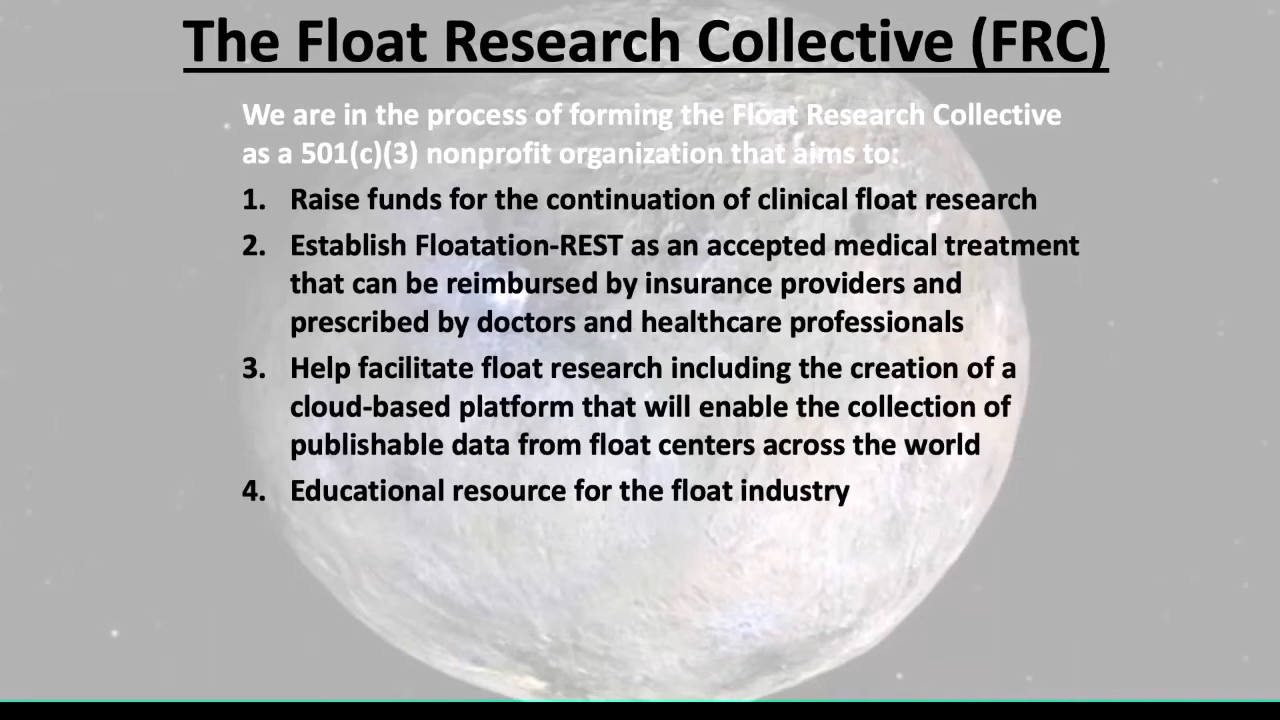 The Float Research Collective (FRC)
We are in the process of forming the Float Research Collective
as a 501(c)(3) nonprofit organization that aims to:
1. Raise funds for the continuation of clinical float research
2. Establish Floatation-REST as an accepted medical treatment
that can be reimbursed by insurance providers and
prescribed by doctors and healthcare professionals
3. Help facilitate float research including the creation of a
cloud-based platform that will enable the collection of
publishable data from float centers across the world
4. Educational resource for the float industry